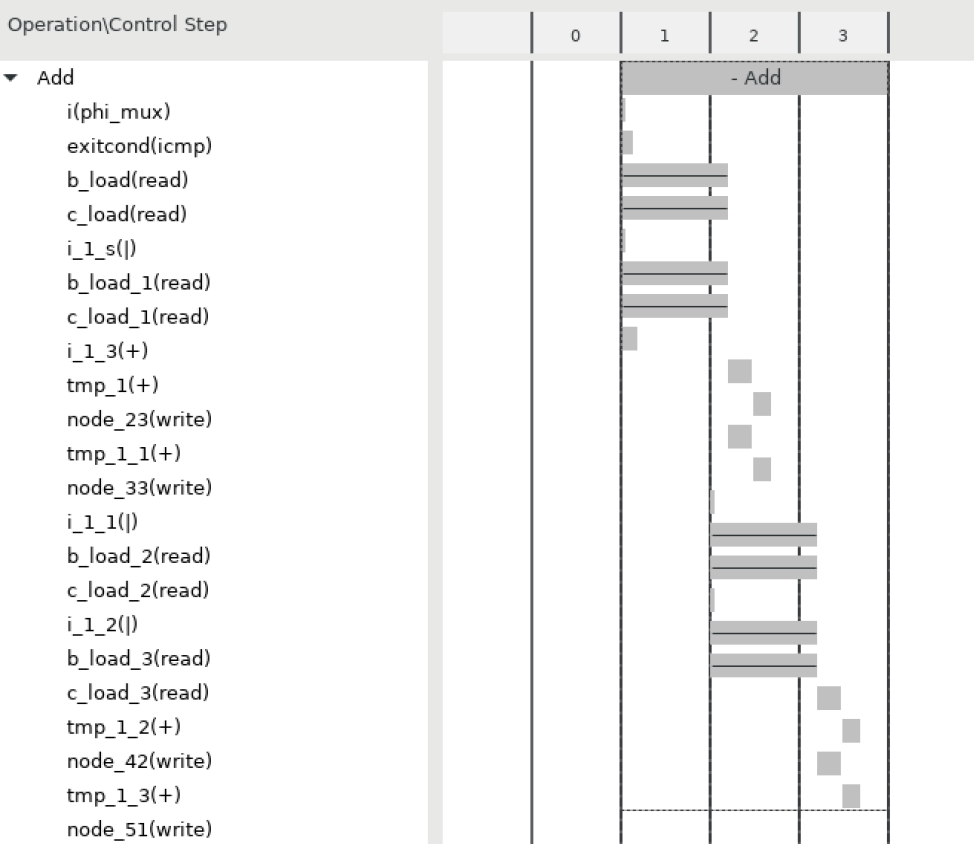 Operation\Control Step
0 1 2 3
Add
- Add
i(phi_mux)
exitcond(icmp)
b_load(read)
c_load(read)
i_1_s(|)
b_load_1(read)
c_load_1(read)
i_1_3(+)
tmp_1(+)
node_23(write)
tmp_1_1(+)
node_33(write)
i_1_1(|)
b_load_2(read)
c_load_2(read)
i_1_2(|)
b_load_3(read)
c_load_3(read)
tmp_1_2(+)
node_42(write)
tmp_1_3(+)
node_51(write)